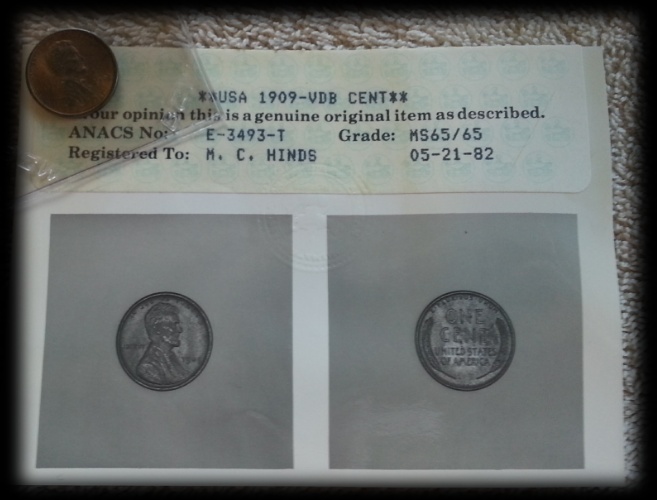 **USA 1909-VDB CENT**
our opinion this is a genuine original item as described.
ANACS No: E-3493-T Grade: MS65/65
Registered To: M. C. HINDS 05-21-82
ONE
CENT
UNITED STATES
OF AMERICA